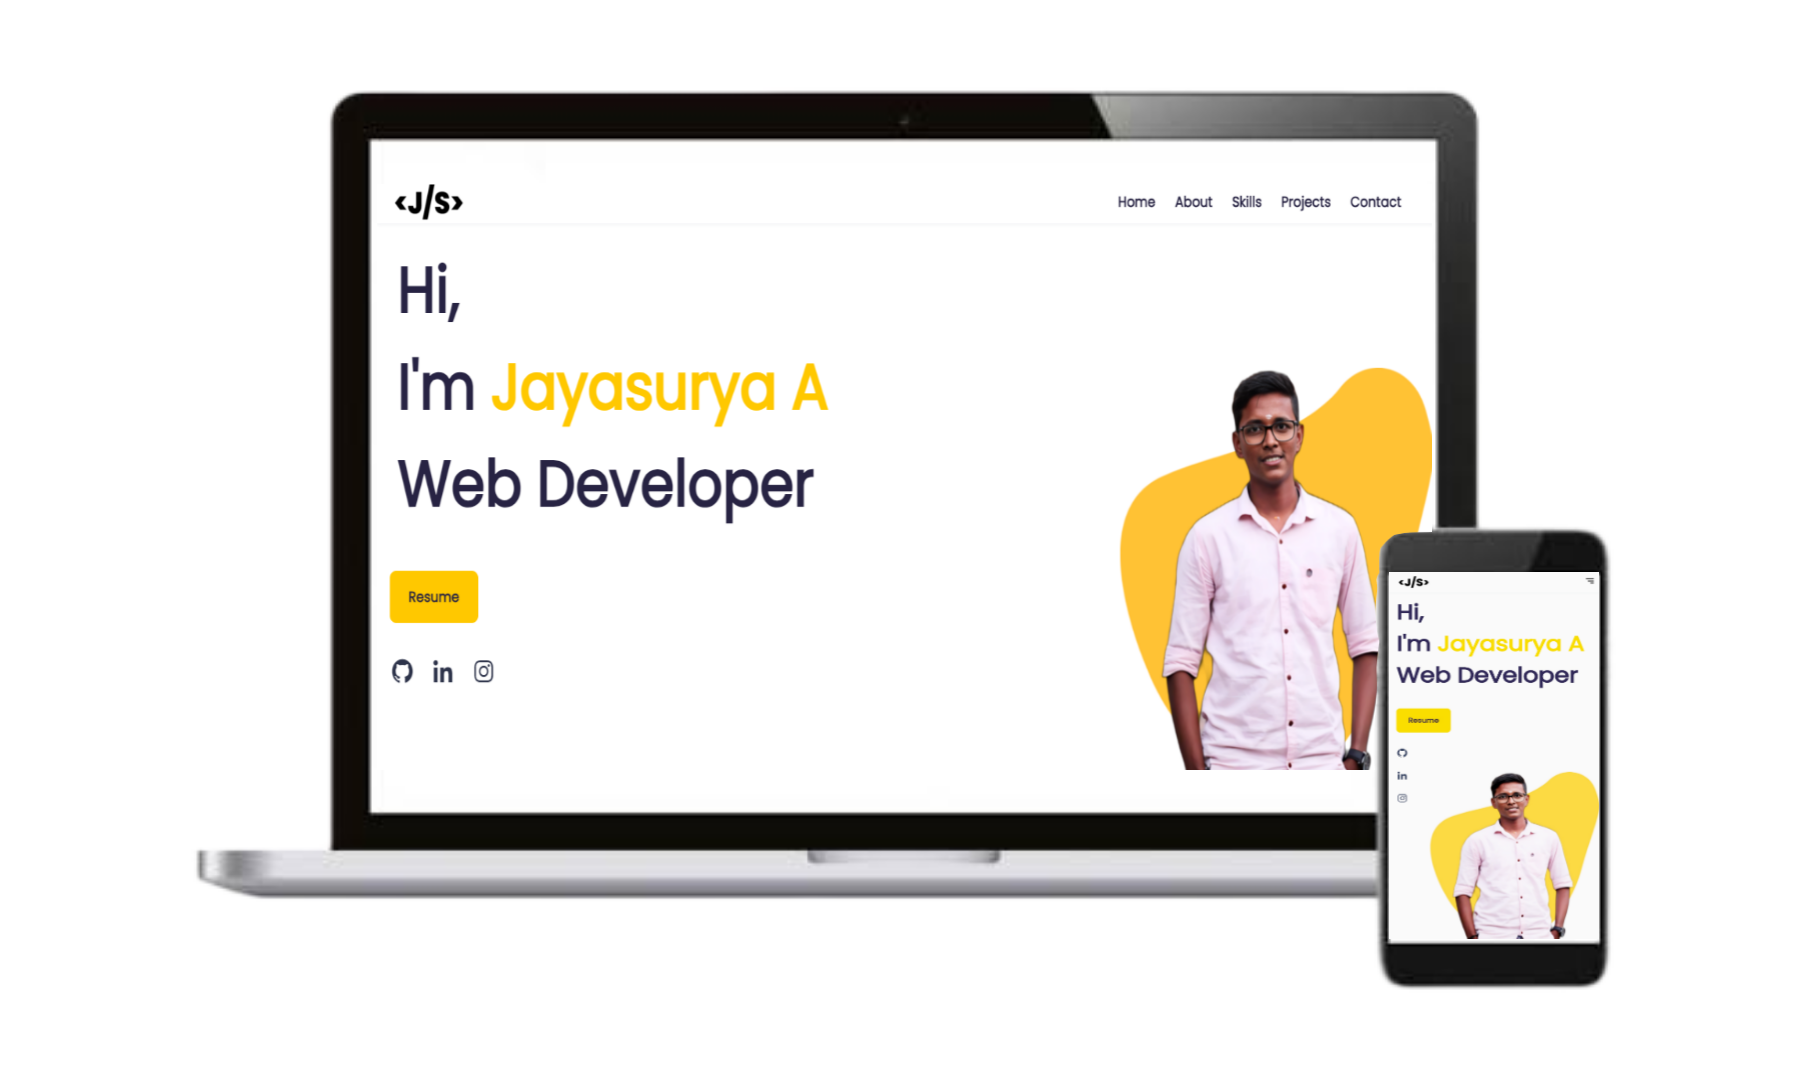 <J/S>
Home About Skills Projects Contact
Hi,
I'm Jayasurya A
Web Developer
Resume
in
<J/S>
Hi,
I'm Jayasurya A
Web Developer
Resume
in